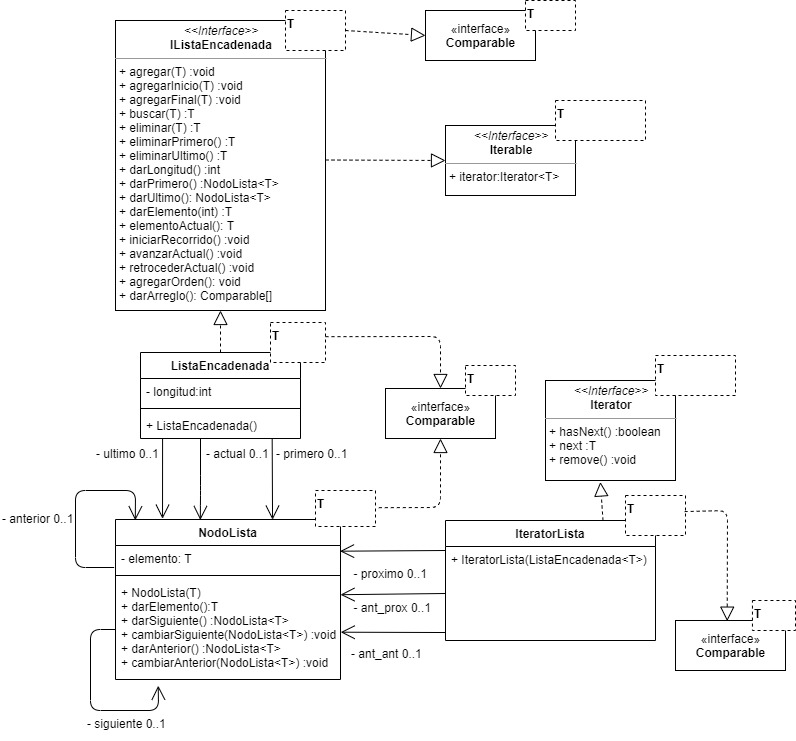 <<Interface>>
IListaEncadenada
T
+ agregar(T) :void
+ agregarInicio(T) :void
+ agregarFinal(T) :void
+ buscar(T) :T
+ eliminar(T) :T
+ eliminarPrimero() :T
+ eliminarUltimo() :T
+ darLongitud() :int
+ darPrimero() :NodoLista<T>
+ darUltimo(): NodoLista<T>
+ darElemento(int) :T
+ elementoActual(): T
+ iniciarRecorrido() :void
+ avanzarActual() :void
+ retrocederActual() :void
+ agregarOrden(): void
+ darArreglo(): Comparable[]
«interface»
Comparable
T
<<Interface>>
Iterable
T
+ iterator:Iterator<T>
ListaEncadenada
T
- longitud:int
+ ListaEncadenada()
«interface»
Comparable
T
<<Interface>>
Iterator
T
+ hasNext() :boolean
+ next :T
+ remove() :void
- ultimo 0..1
- actual 0..1
- primero 0..1
- anterior 0..1
NodoLista
T
- elemento: T
+ NodoLista(T)
+ darElemento():T
+ darSiguiente() :NodoLista<T>
+ cambiarSiguiente(NodoLista<T>) :void
+ darAnterior() :NodoLista<T>
+ cambiarAnterior(NodoLista<T>) :void
- siguiente 0..1
- proximo 0..1
- ant_prox 0..1
- ant_ant 0..1
IteratorLista
T
+ IteratorLista(ListaEncadenada<T>)
«interface»
Comparable
T